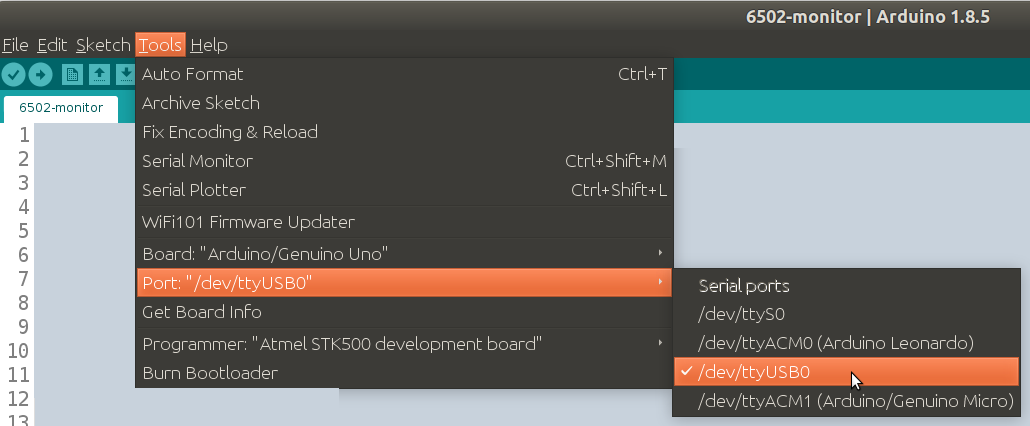 6502-monitor | Arduino 1.8.5
File Edit Sketch Tools Help
6502-monitor
Auto Format Ctrl+T
Archive Sketch
Fix Encoding & Reload
Serial Monitor Ctrl+Shift+M
Serial Plotter Ctrl+Shift+L
WiFi101 Firmware Updater
Board: "Arduino/Genuino Uno"
Port: "/dev/ttyUSB0"
Get Board Info
Programmer: "Atmel STK500 development board"
Burn Bootloader
Serial ports
/dev/ttyS0
/dev/ttyACM0 (Arduino Leonardo)
/dev/ttyUSB0
/dev/ttyACM1 (Arduino/Genuino Micro)
1
2
3
4
5
6
7
8
9
10
11
12
13